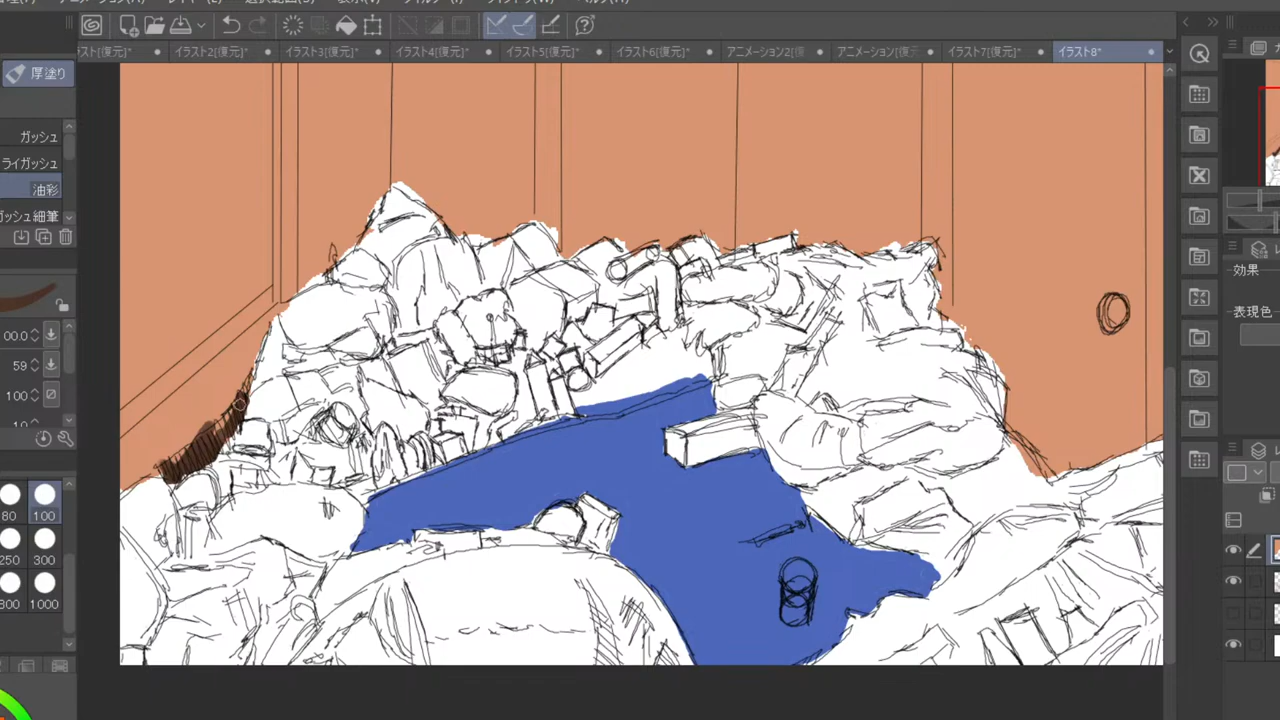 イラスト2[復元]*
イラスト3[復元]*
イラスト4[復元]*
イラスト5[復元]*
イラスト6[復元]*
アニメーション2[復元
アニメーション[復元
イラスト7[復元]*
イラスト8*
厚塗り
ガッシュ
ライガッシュ
油彩
ガッシュ細筆
00.0
59
100
80
100
250
300
800
1000
効果
表現色